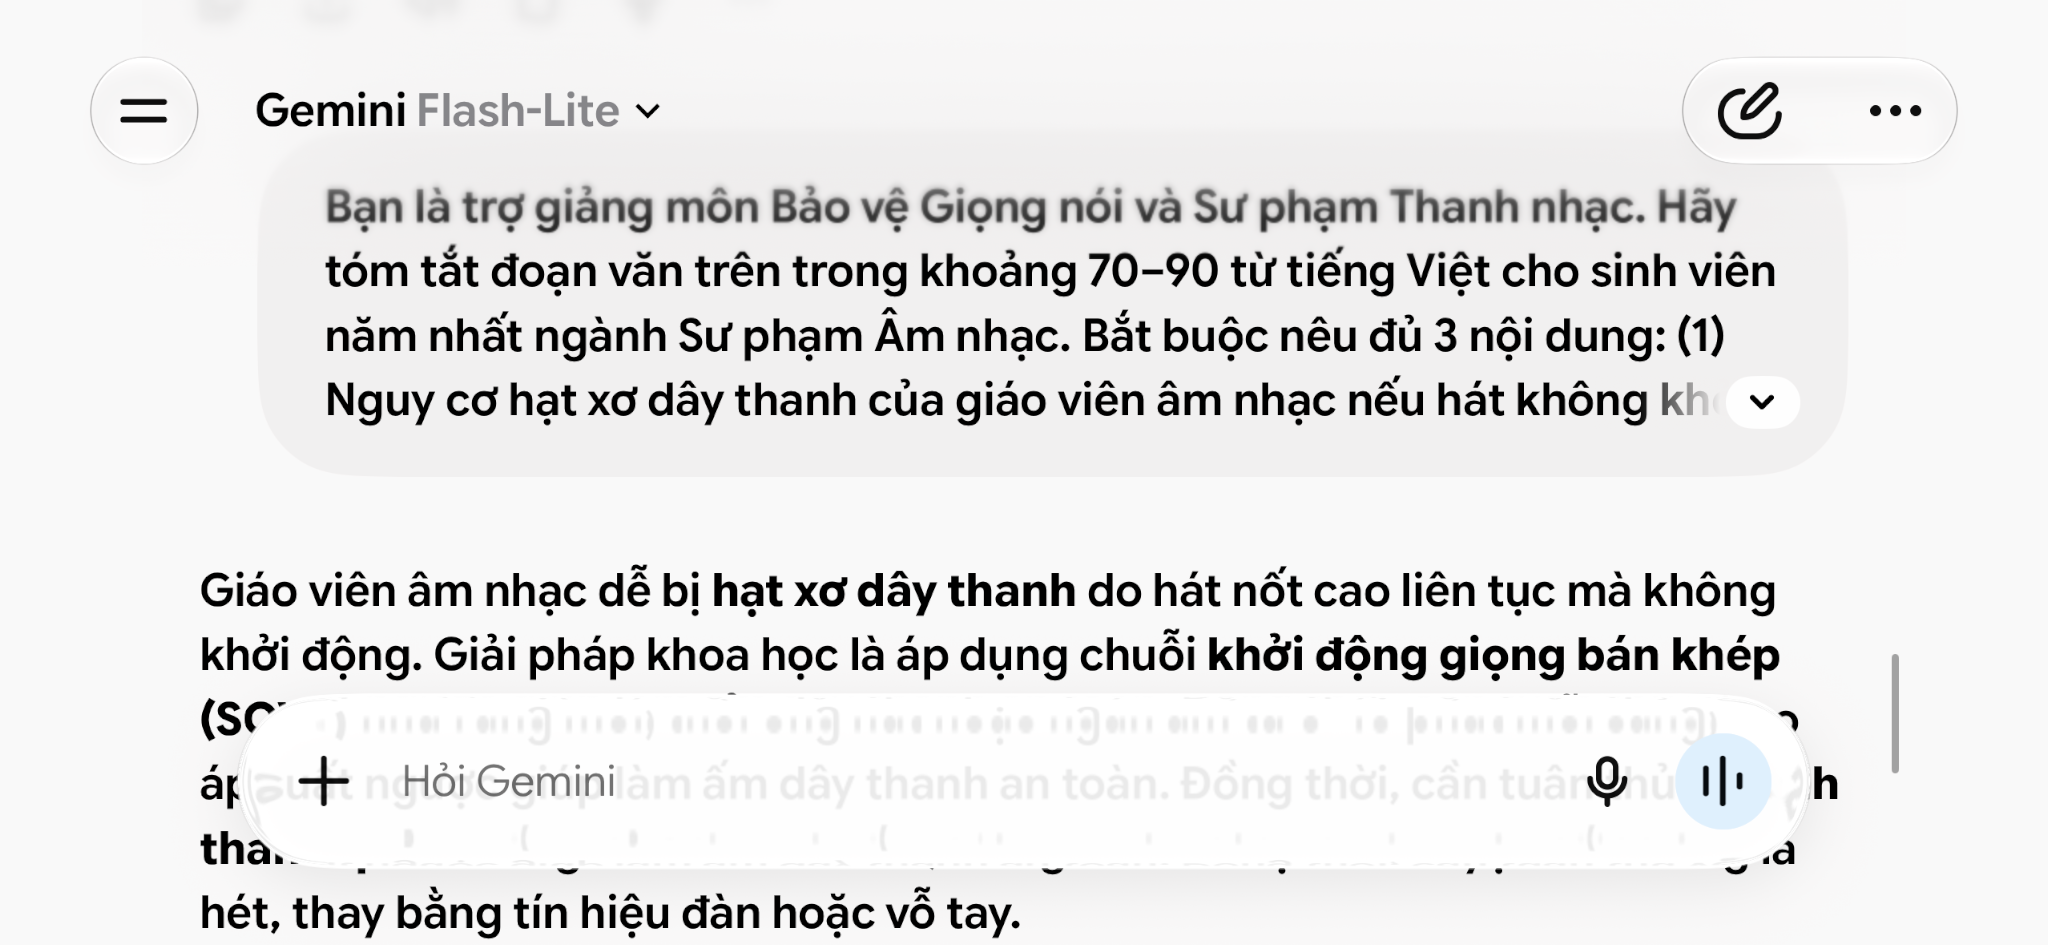 Gemini Flash-Lite
Bạn là trợ giảng môn Bảo vệ Giọng nói và Sư phạm Thanh nhạc. Hãy
tóm tắt đoạn văn trên trong khoảng 70–90 từ tiếng Việt cho sinh viên
năm nhất ngành Sư phạm Âm nhạc. Bắt buộc nêu đủ 3 nội dung: (1)
Nguy cơ hạt xơ dây thanh của giáo viên âm nhạc nếu hát không
Giáo viên âm nhạc dễ bị hạt xơ dây thanh do hát nốt cao liên tục mà không
khởi động. Giải pháp khoa học là áp dụng chuỗi khởi động giọng bán khép
làm ấm dây thanh an toàn. Đồng thời, cần tuân
Hỏi Gemini
hét, thay bằng tín hiệu đàn hoặc vỗ tay.